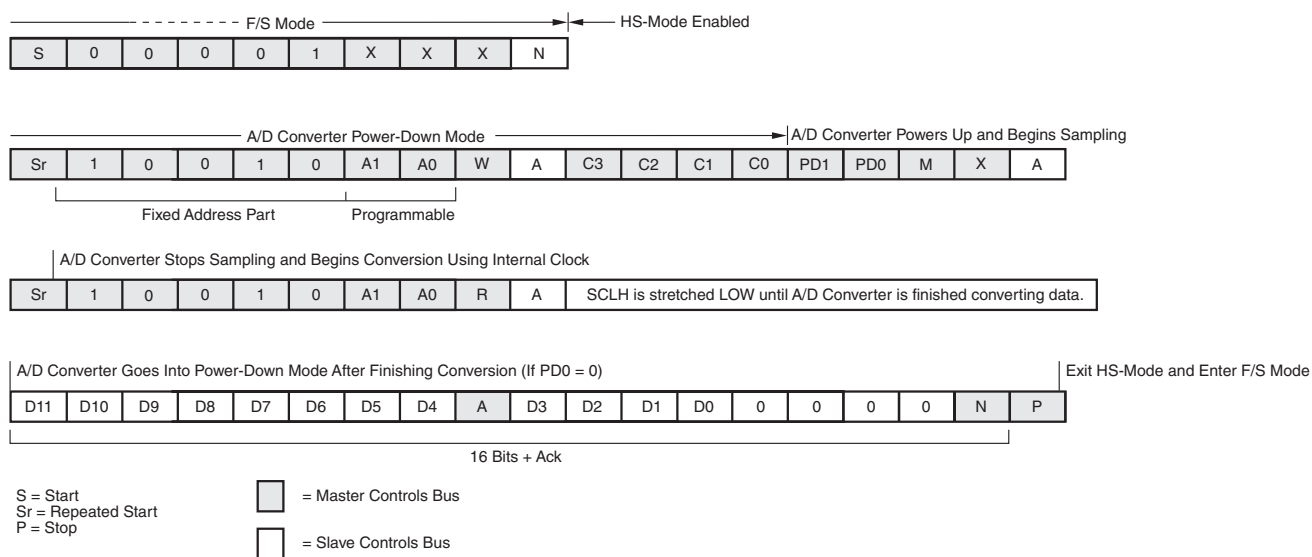 F/S Mode HS-Mode Enabled
S 0 0 0 0 1 X X X N
A/D Converter Power-Down Mode A/D Converter Powers Up and Begins Sampling
Sr 1 0 0 1 0 A1 A0 W A C3 C2 C1 C0 PD1 PD0 M X A
Fixed Address Part Programmable
A/D Converter Stops Sampling and Begins Conversion Using Internal Clock
Sr 1 0 0 1 0 A1 A0 R A SCLH is stretched LOW until A/D Converter is finished converting data.
A/D Converter Goes Into Power-Down Mode After Finishing Conversion (If PD0 = 0) Exit HS-Mode and Enter F/S Mode
D11 D10 D9 D8 D7 D6 D5 D4 A D3 D2 D1 D0 0 0 0 0 N P
16 Bits + Ack
S = Start
Sr = Repeated Start
P = Stop
= Master Controls Bus
= Slave Controls Bus